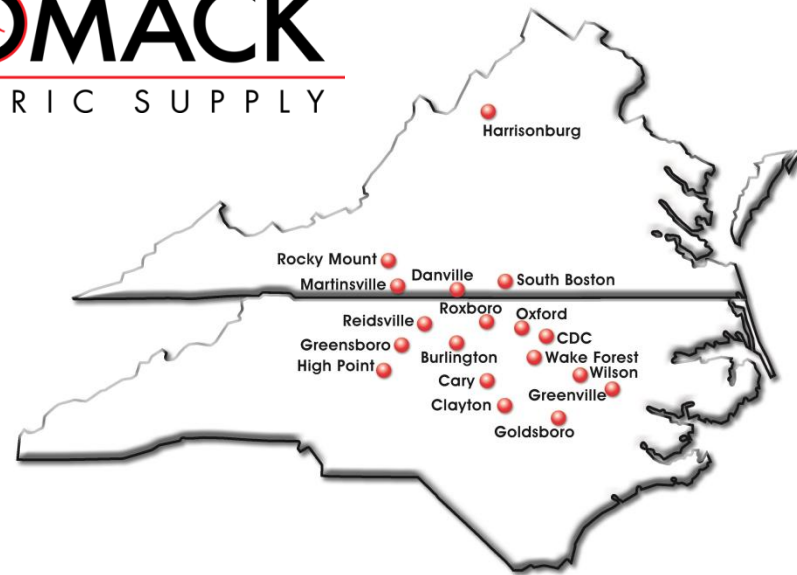 OMACK
RIC SUPPLY
Harrisonburg
Rocky Mount
Martinsville
Danville
South Boston
Roxboro
Oxford
Reidsville
CDC
Greensboro
Burlington
Wake Forest
High Point
Wilson
Cary
Greenville
Clayton
Goldsboro